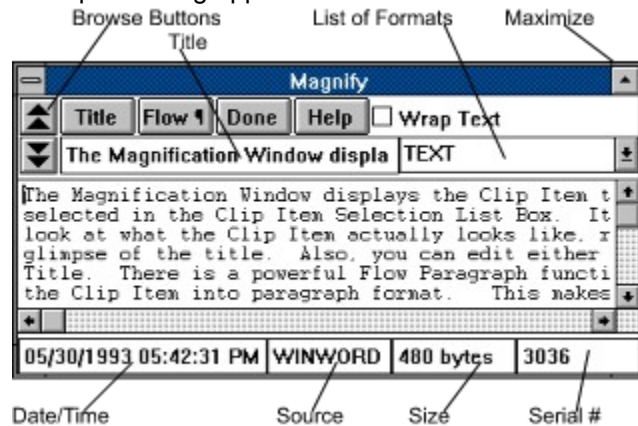 Browse Buttons List of Formats Maximize
Title
Magnify
Title Flow ¶ Done Help Wrap Text
The Magnification Window displa TEXT
The Magnification Window displays the Clip Item t
selected in the Clip Item Selection List Box.  It
look at what the Clip Item actually looks like, r
glimpse of the title.  Also, you can edit either
Title.  There is a powerful Flow Paragraph functi
the Clip Item into paragraph format.  This makes
05/30/1993 05:42:31 PM WINWORD 480 bytes 3036
Date/Time Source Size Serial #